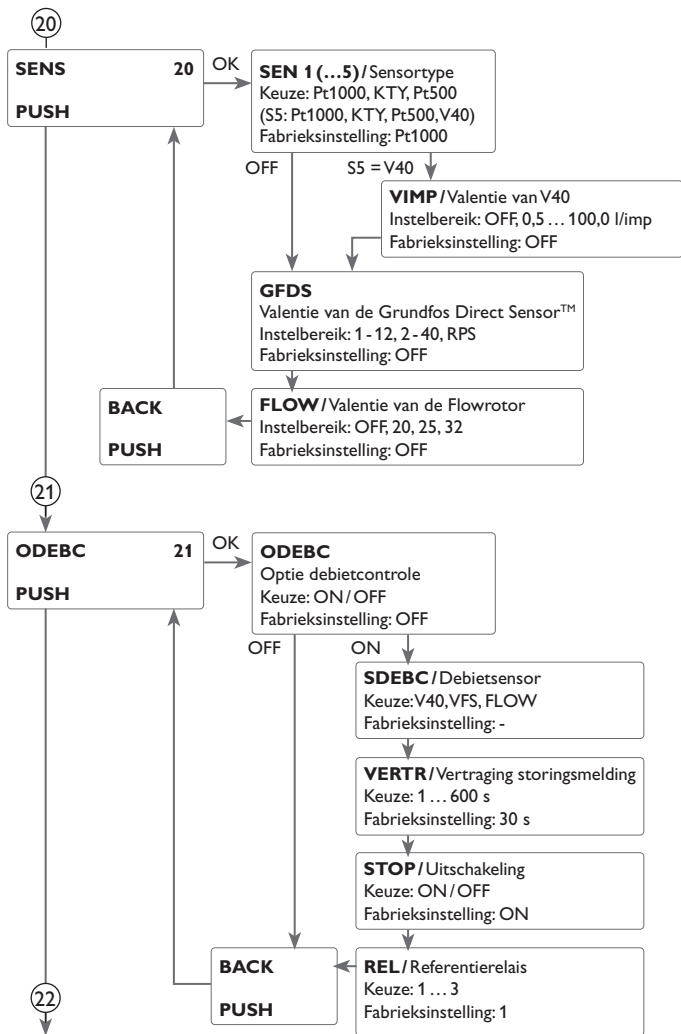 20
SENS 20
PUSH
OK
SEN 1 (...5) / Sensortype
Keuze: Pt1000, KTY, Pt500
(S5: Pt1000, KTY, Pt500, V40)
Fabrieksinstelling: Pt1000
OFF
S5 = V40
VIMP / Valentie van V40
Instelbereik: OFF, 0,5 ... 100,0 l/imp
Fabrieksinstelling: OFF
GFDS
Valentie van de Grundfos Direct Sensor™
Instelbereik: 1 - 12, 2 - 40, RPS
Fabrieksinstelling: OFF
FLOW / Valentie van de Flowrotor
Instelbereik: OFF, 20, 25, 32
Fabrieksinstelling: OFF
BACK
PUSH
21
ODEBC 21
PUSH
OK
ODEBC
Optie debietcontrole
Keuze: ON / OFF
Fabrieksinstelling: OFF
OFF
ON
SDEBC / Debietsensor
Keuze: V40, VFS, FLOW
Fabrieksinstelling: -
VERTR / Vertraging storingsmelding
Keuze: 1 ... 600 s
Fabrieksinstelling: 30 s
STOP / Uitschakeling
Keuze: ON / OFF
Fabrieksinstelling: ON
REL / Referentierelais
Keuze: 1 ... 3
Fabrieksinstelling: 1
BACK
PUSH
22